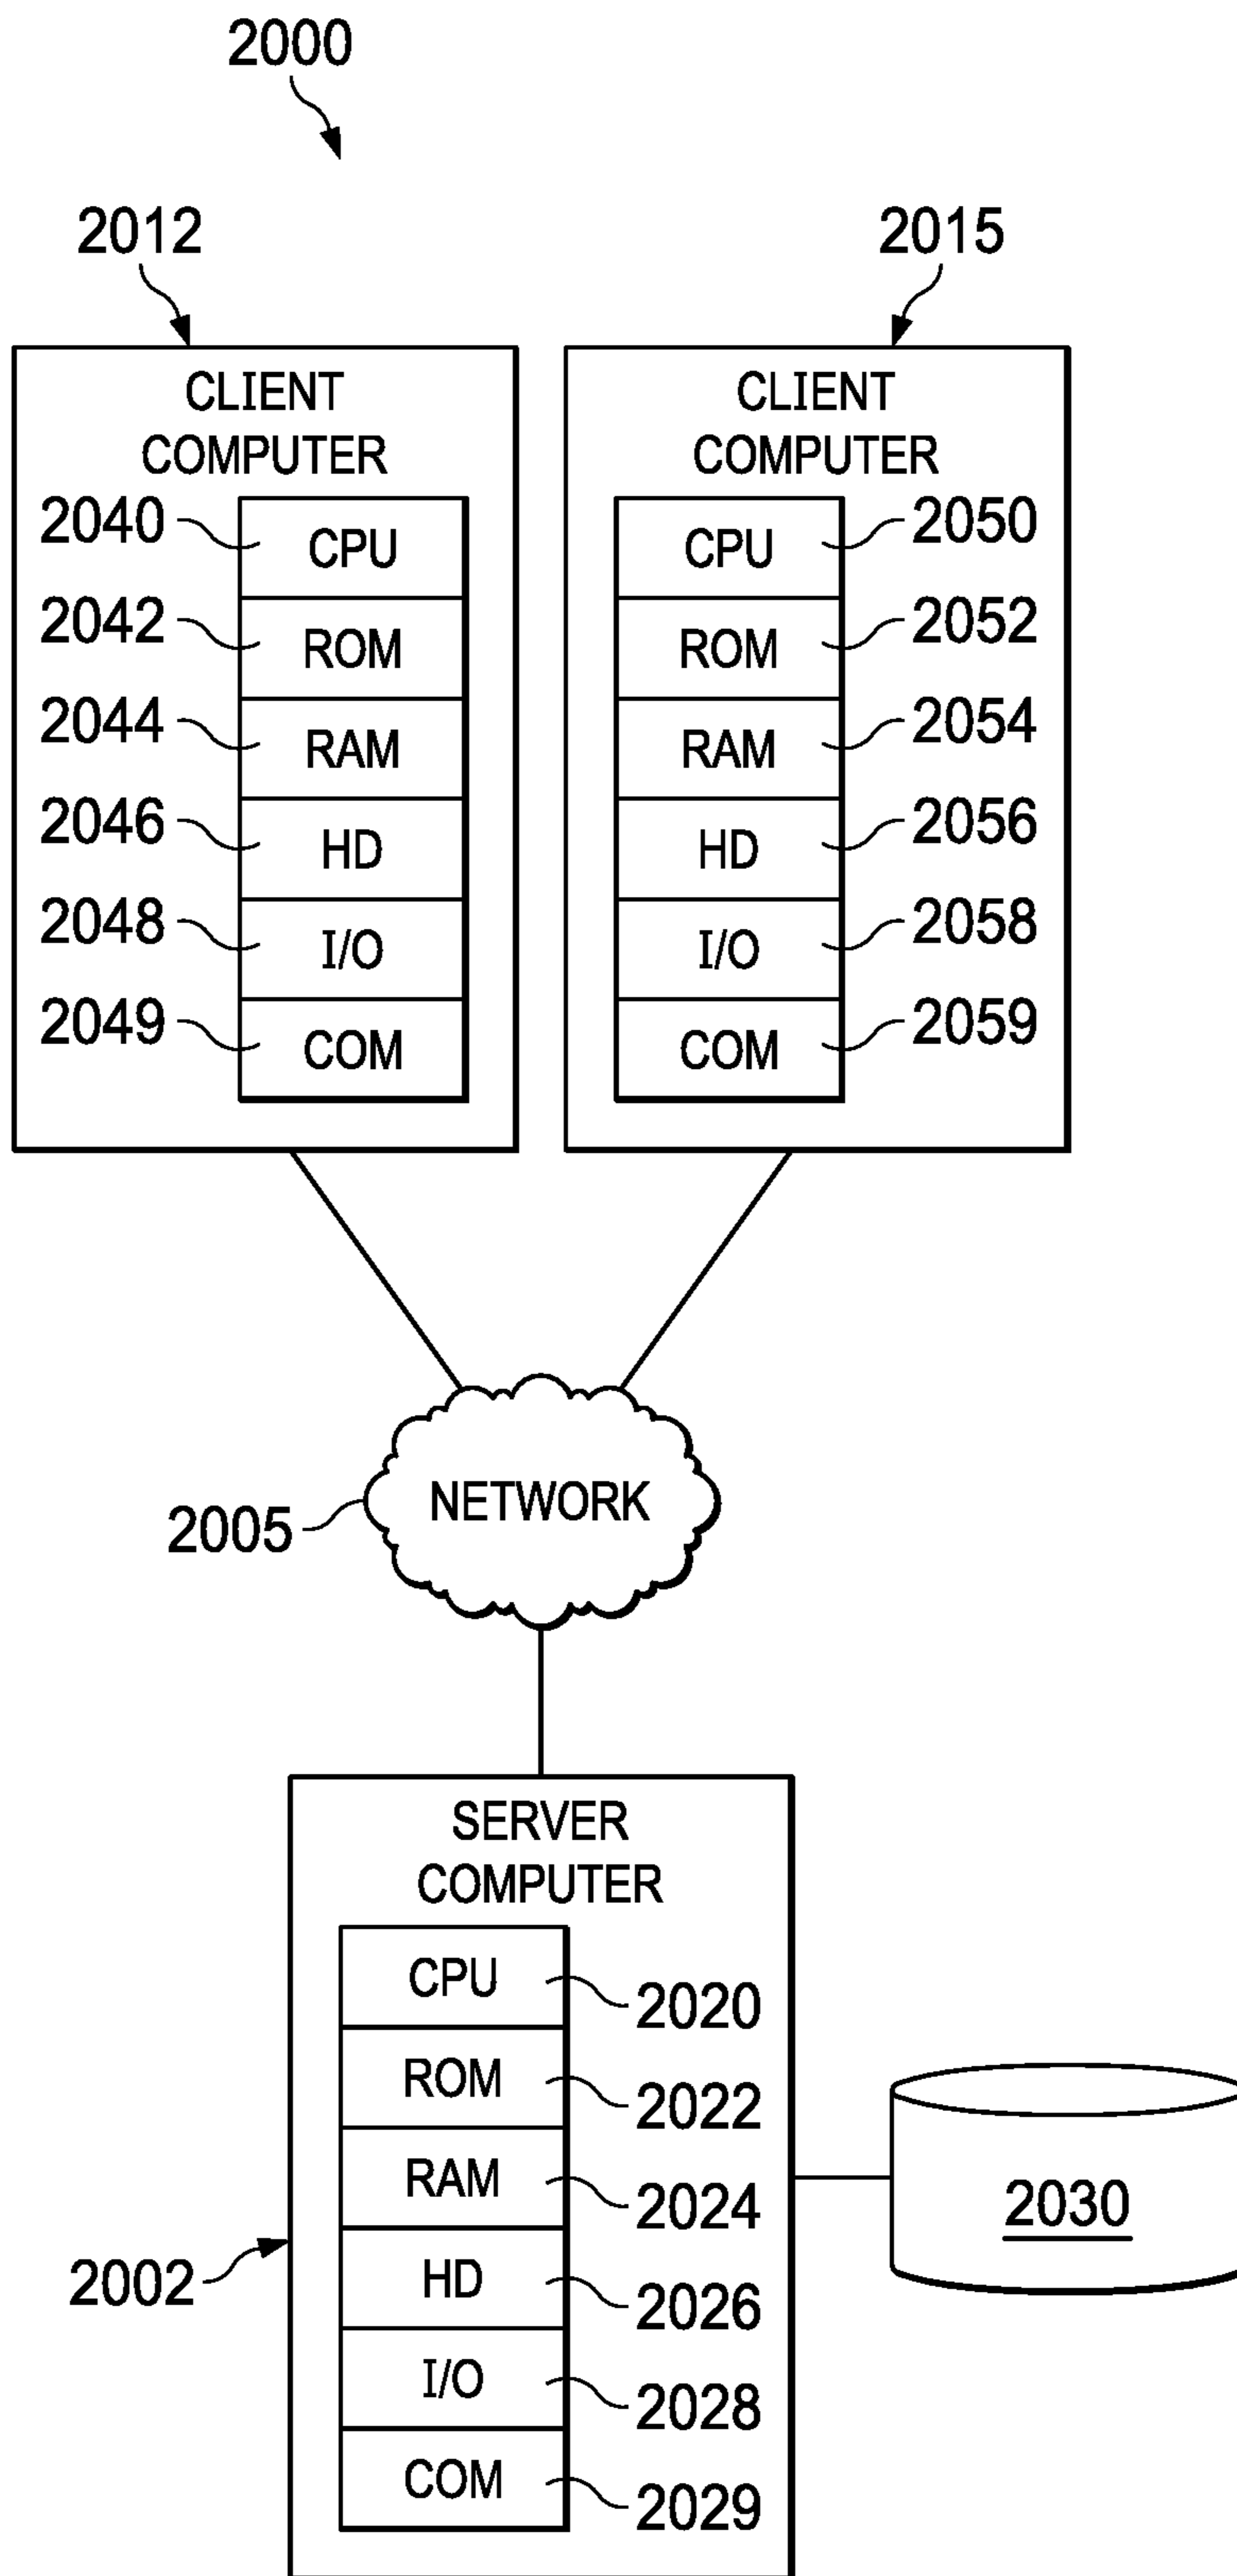 2000
2012
2015
CLIENT
COMPUTER
2040 CPU
2042 ROM
2044 RAM
2046 HD
2048 I/O
2049 COM
CLIENT
COMPUTER
CPU 2050
ROM 2052
RAM 2054
HD 2056
I/O 2058
COM 2059
2005 NETWORK
SERVER
COMPUTER
CPU 2020
ROM 2022
RAM 2024
HD 2026
I/O 2028
COM 2029
2002
2030